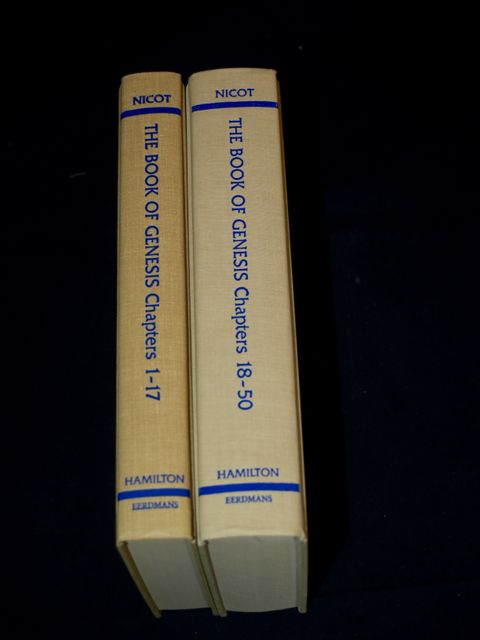 NICOT
THE BOOK OF GENESIS Chapters 1-17
HAMILTON
EERDMANS
NICOT
THE BOOK OF GENESIS Chapters 18-50
HAMILTON
EERDMANS